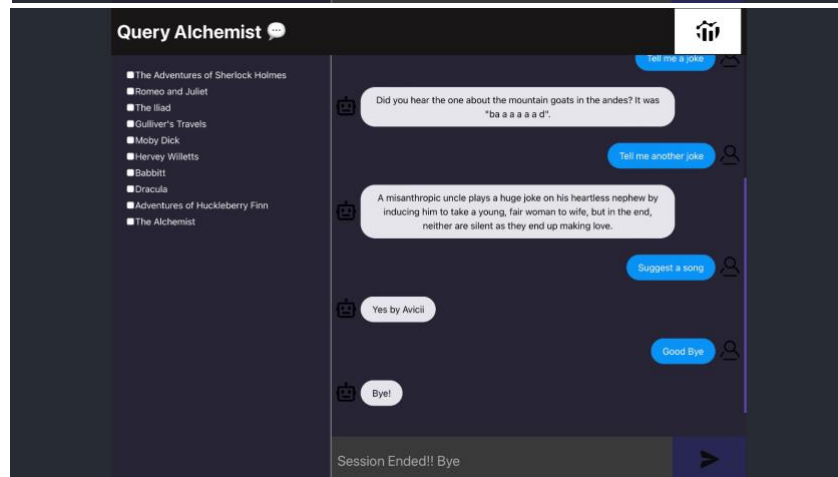 Query Alchemist
The Adventures of Sherlock Holmes
Romeo and Juliet
The Iliad
Gulliver's Travels
Moby Dick
Hervey Willetts
Babbitt
Dracula
Adventures of Huckleberry Finn
The Alchemist
Tell me a joke
Did you hear the one about the mountain goats in the andes? It was
"ba a a a a a d".
Tell me another joke
A misanthropic uncle plays a huge joke on his heartless nephew by
inducing him to take a young, fair woman to wife, but in the end,
neither are silent as they end up making love.
Suggest a song
Yes by Avicii
Good Bye
Bye!
Session Ended!! Bye